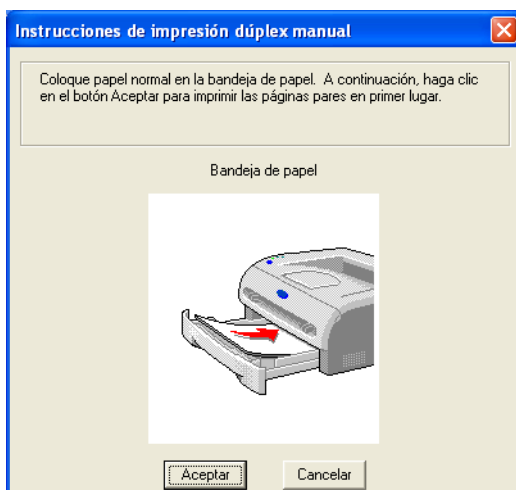 Instrucciones de impresión dúplex manual
Coloque papel normal en la bandeja de papel. A continuación, haga clic
en el botón Aceptar para imprimir las páginas pares en primer lugar.
Bandeja de papel
Aceptar
Cancelar